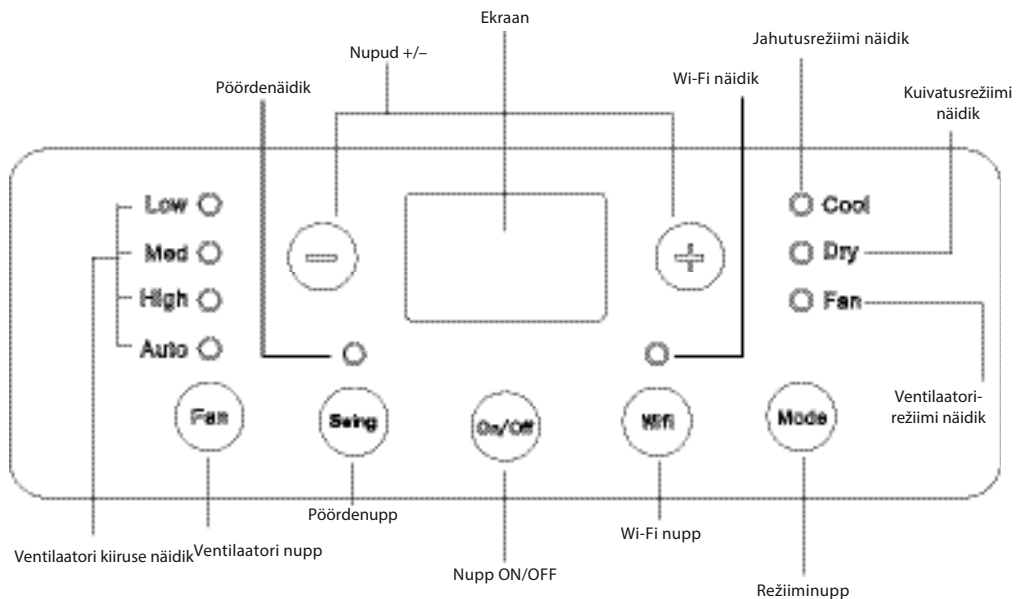 Ekraan
Nupud +/–
Jahutusrežiimi näidik
Pöördenäidik
Wi-Fi näidik
Kuivatusrežiimi
näidik
Low
Cool
Med
Dry
High
Fan
Auto
Ventilaatori-
režiimi näidik
Fan
Swing
On/Off
Wifi
Mode
Pöördenupp
Wi-Fi nupp
Ventilaatori kiiruse näidik
Ventilaatori nupp
Nupp ON/OFF
Režiiminupp